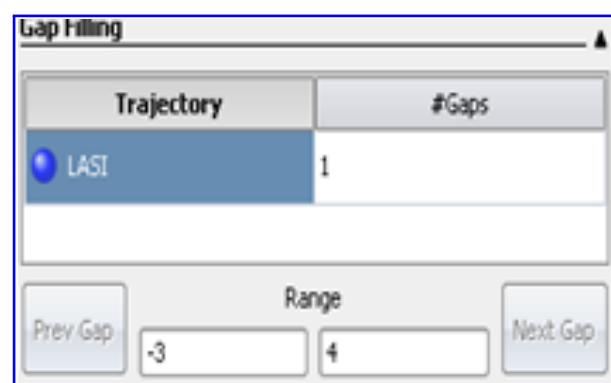 Gap Filling
Trajectory #Gaps
LASI 1
Range
Prev Gap -3 4 Next Gap